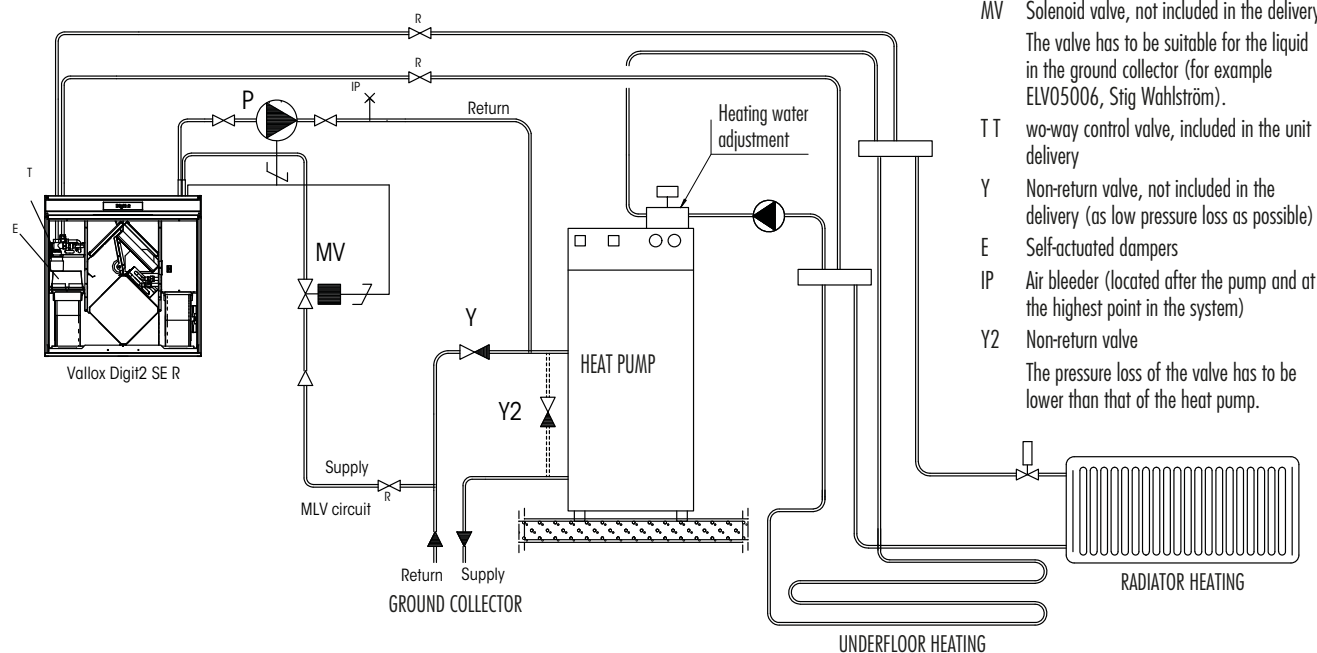 R
R
P
IP
Return
Heating water
adjustment
T
E
MV
Y
Vallox Digit2 SE R
HEAT PUMP
Y2
Supply
R
MLV circuit
Return
Supply
GROUND COLLECTOR
RADIATOR HEATING
UNDERFLOOR HEATING
MV Solenoid valve, not included in the delivery
The valve has to be suitable for the liquid
in the ground collector (for example
ELV05006, Stig Wahlström).
T T wo-way control valve, included in the unit
delivery
Y Non-return valve, not included in the
delivery (as low pressure loss as possible)
E Self-actuated dampers
IP Air bleeder (located after the pump and at
the highest point in the system)
Y2 Non-return valve
The pressure loss of the valve has to be
lower than that of the heat pump.